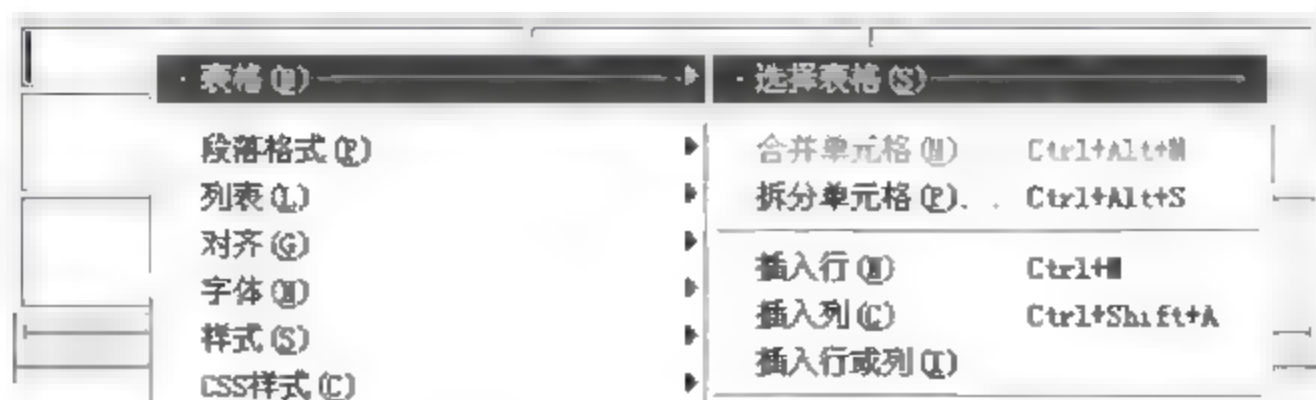 表格(B)
段落格式(P)
列表(L)
对齐(G)
字体(N)
样式(S)
CSS样式(C)
选择表格(S)
合并单元格(M) Ctrl+Alt+M
拆分单元格(P)... Ctrl+Alt+S
插入行(N) Ctrl+M
插入列(C) Ctrl+Shift+A
插入行或列(I)